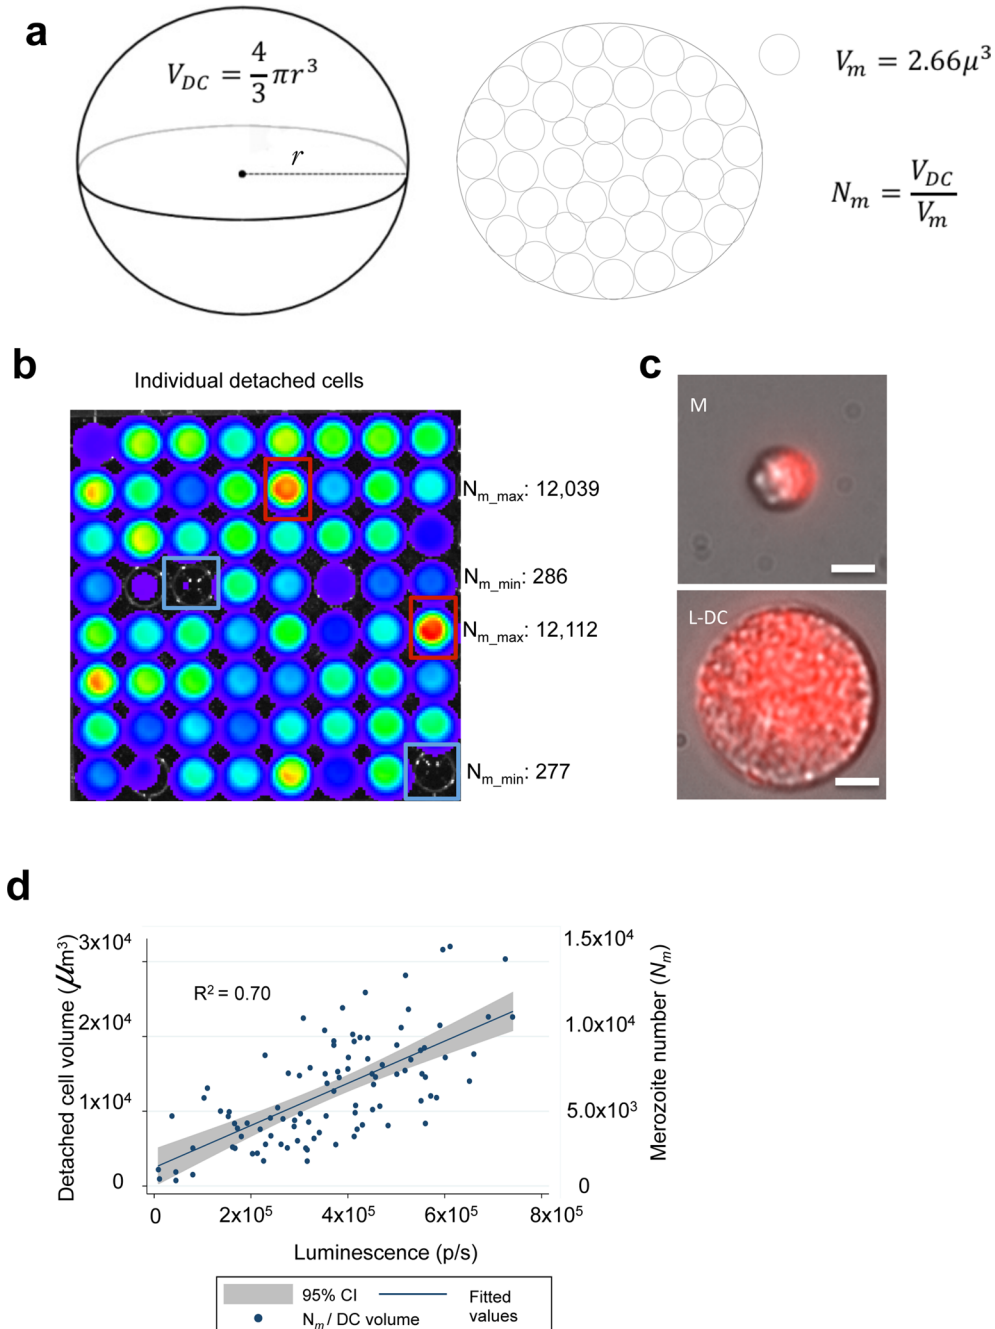 a
V_DC = 4/3 πr³
r
V_m = 2.66μ³
N_m = V_DC/V_m
b
Individual detached cells
N_m_max: 12,039
N_m_min: 286
N_m_max: 12,112
N_m_min: 277
c
M
L-DC
d
Detached cell volume (μm³)
3x10⁴
2x10⁴
1x10⁴
0
R² = 0.70
1.5x10⁴
1.0x10⁴
5.0x10³
0
Merozoite number (N_m)
0 2x10⁵ 4x10⁵ 6x10⁵ 8x10⁵
Luminescence (p/s)
95% CI
Fitted values
N_m / DC volume